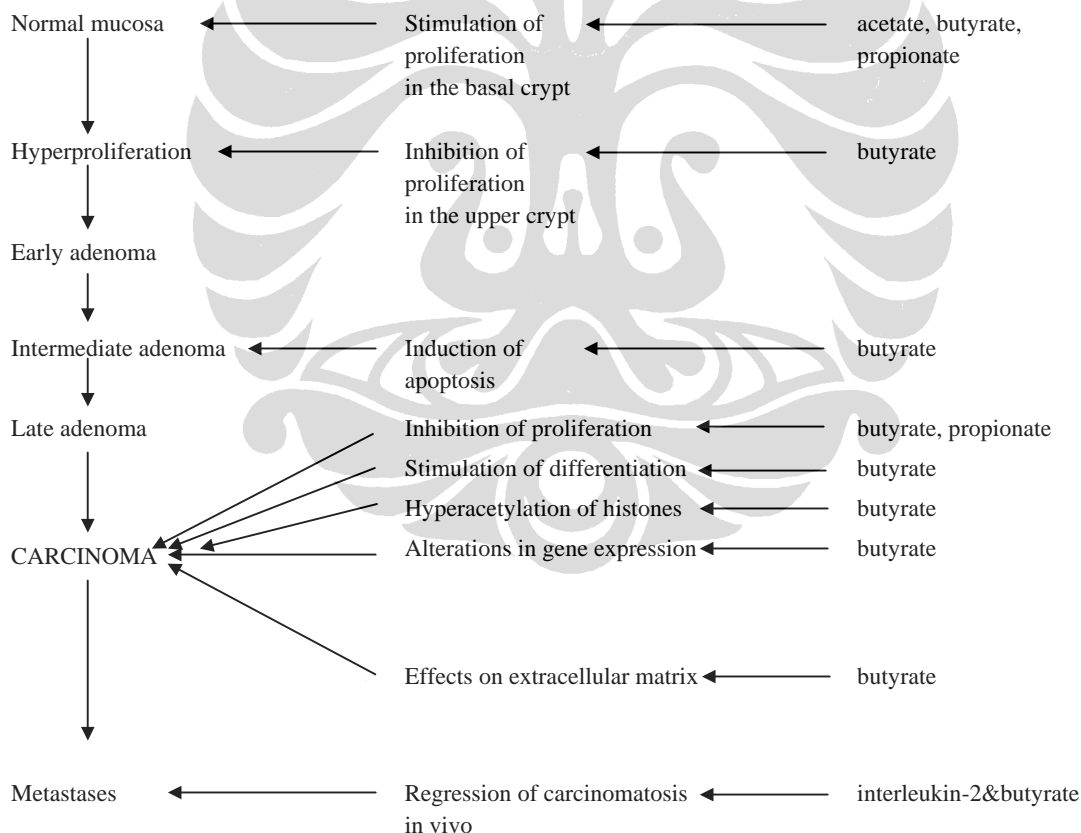 Normal mucosa
Stimulation of
proliferation
in the basal crypt
acetate, butyrate,
propionate
Hyperproliferation
Inhibition of
proliferation
in the upper crypt
butyrate
Early adenoma
Intermediate adenoma
Induction of
apoptosis
butyrate
Late adenoma
Inhibition of proliferation
butyrate, propionate
Stimulation of differentiation
butyrate
Hyperacetylation of histones
butyrate
CARCINOMA
Alterations in gene expression
butyrate
Effects on extracellular matrix
butyrate
Metastases
Regression of carcinomatosis
in vivo
interleukin-2&butyrate